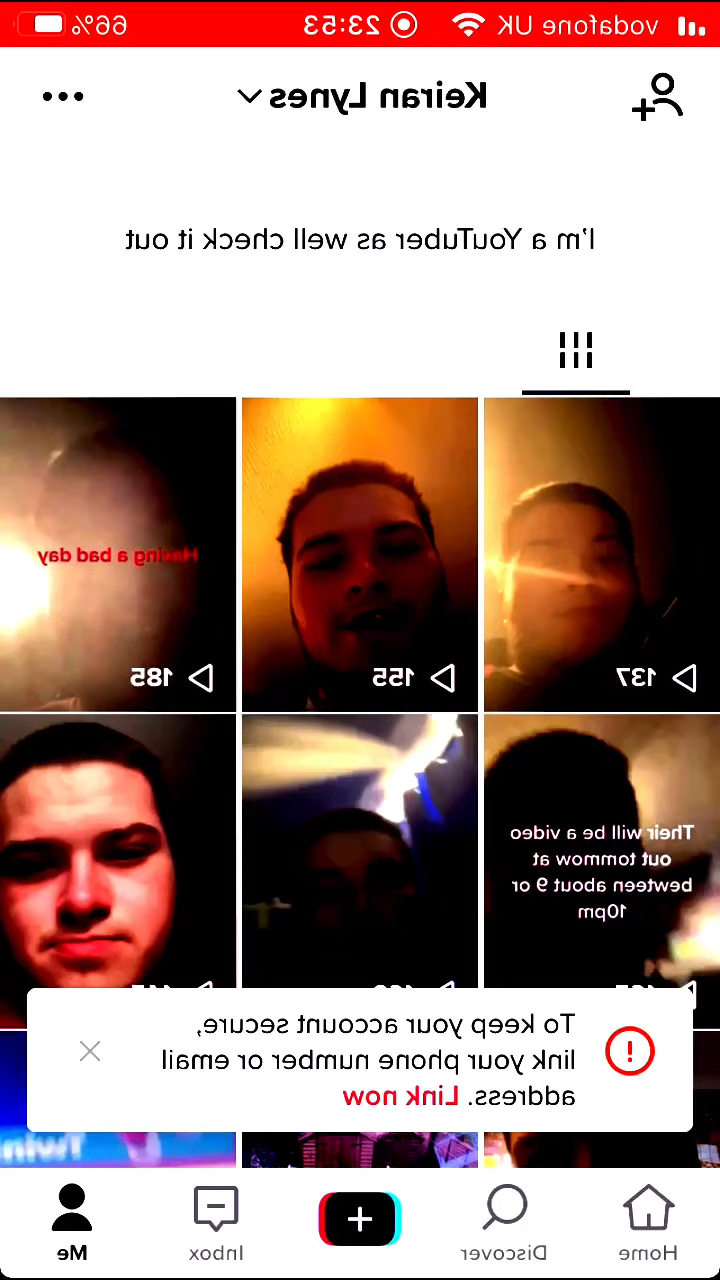 vodafone UK 23:53 66%
Keiran Lynes
I'm a YouTuber as well check it out
137 155 185
Having a bad day
Their will be a video
out tommow at
bewteen about 9 or
10pm
To keep your account secure,
link your phone number or email
address. Link now
Home Discover Inbox Me